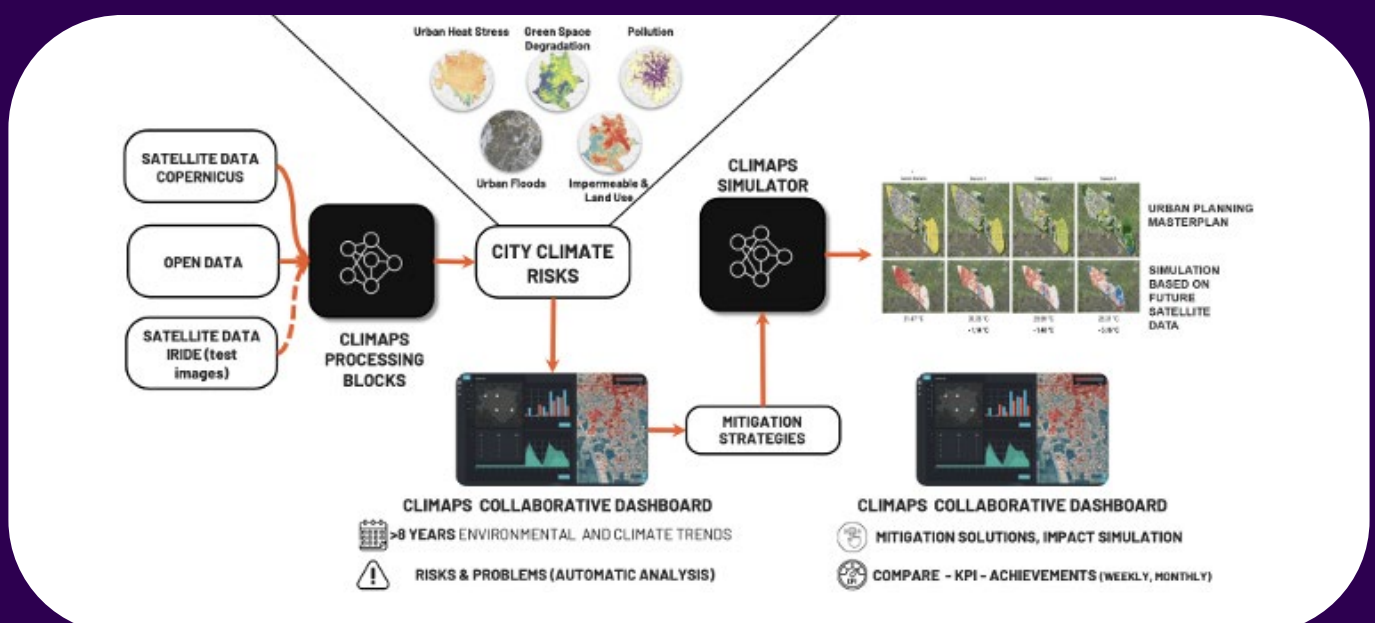 Urban Heat Stress
Green Space
Degradation
Pollution
Urban Floods
Impermeable &
Land Use
SATELLITE DATA
COPERNICUS
OPEN DATA
SATELLITE DATA
IRIDE (test
images)
CLIMAPS
PROCESSING
BLOCKS
CITY CLIMATE
RISKS
CLIMAPS
SIMULATOR
URBAN PLANNING
MASTERPLAN
SIMULATION
BASED ON
FUTURE
SATELLITE
DATA
MITIGATION
STRATEGIES
CLIMAPS COLLABORATIVE DASHBOARD
>8 YEARS ENVIRONMENTAL AND CLIMATE TRENDS
RISKS & PROBLEMS (AUTOMATIC ANALYSIS)
CLIMAPS COLLABORATIVE DASHBOARD
MITIGATION SOLUTIONS, IMPACT SIMULATION
KPI
COMPARE - KPI - ACHIEVEMENTS (WEEKLY, MONTHLY)